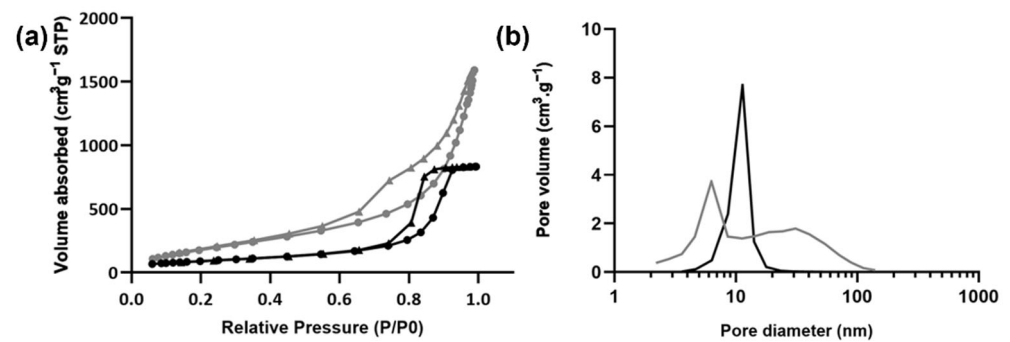 (a)
Volume absorbed (cm³g⁻¹ STP)
2000
1500
1000
500
0
0.0 0.2 0.4 0.6 0.8 1.0
Relative Pressure (P/P0)
(b)
Pore volume (cm³.g⁻¹)
10
8
6
4
2
0
1 10 100 1000
Pore diameter (nm)